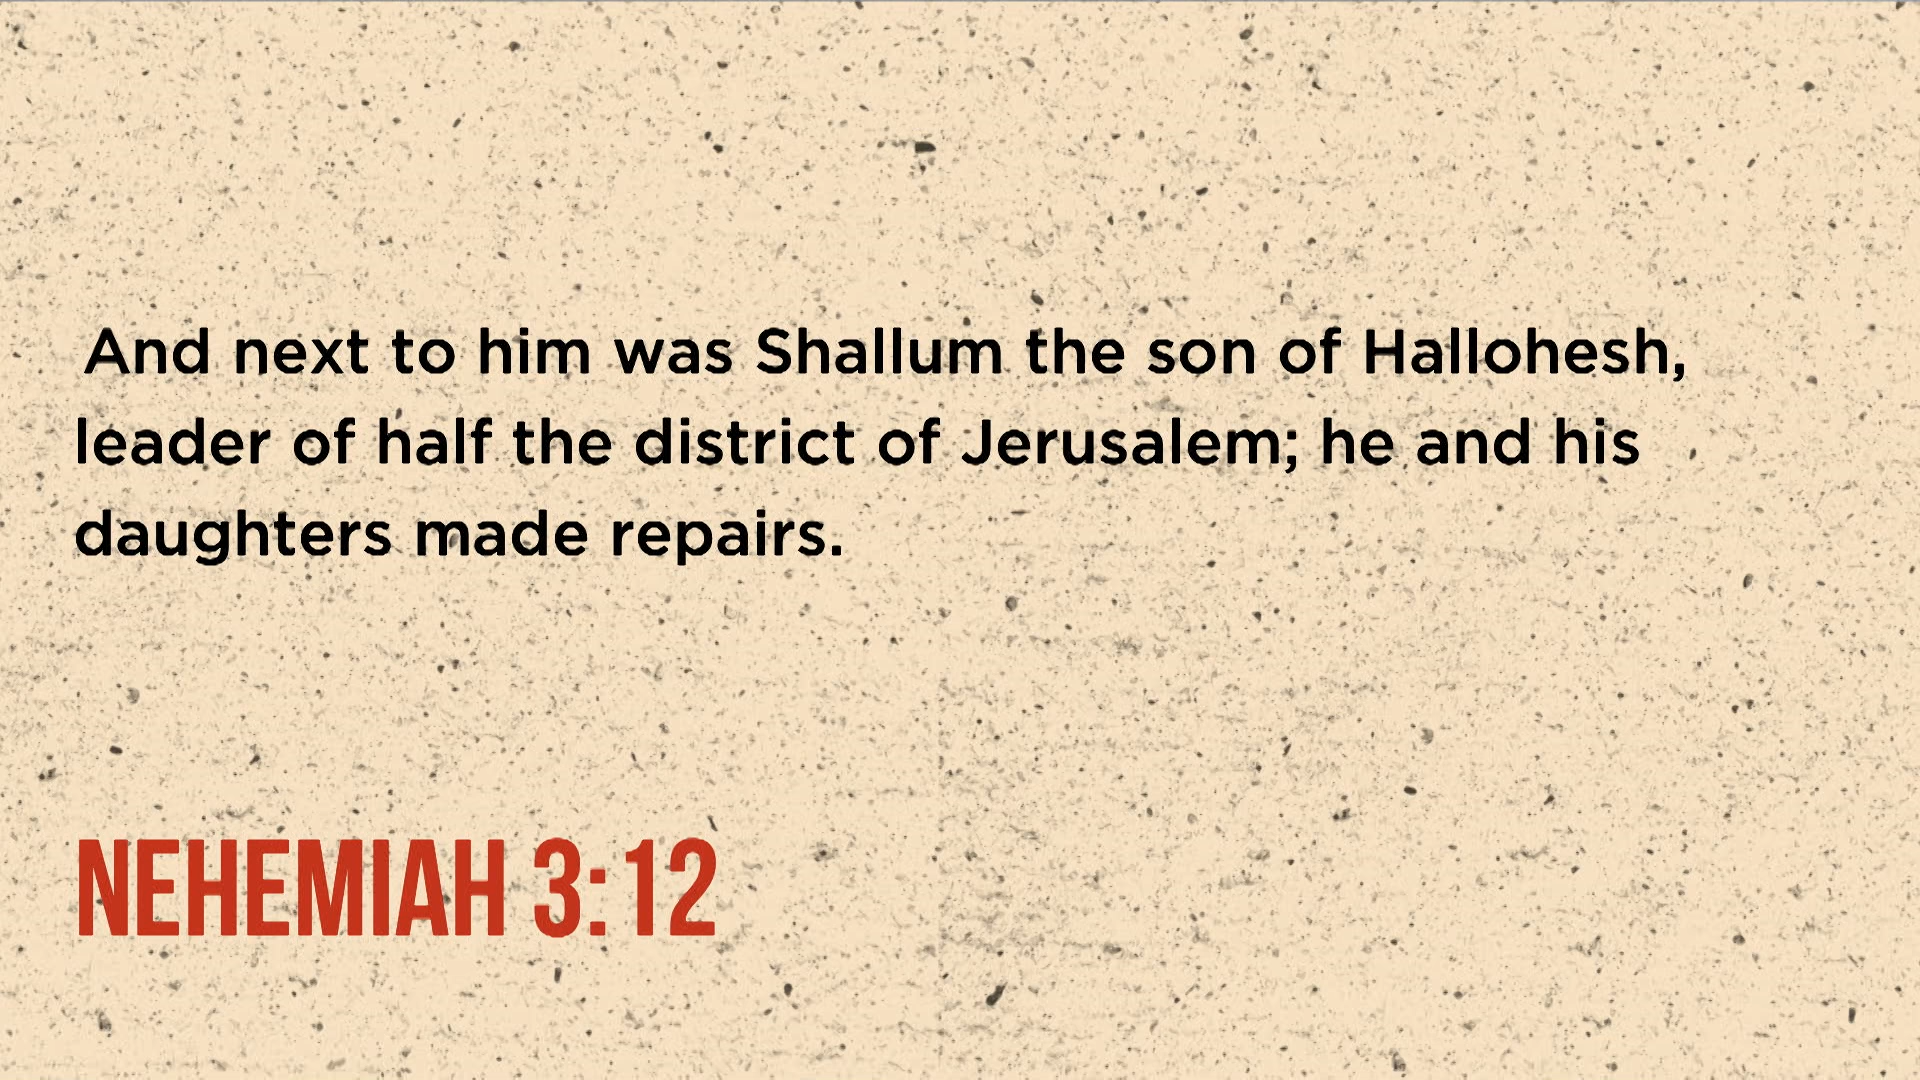 And next to him was Shallum the son of Hallohesh,
leader of half the district of Jerusalem; he and his
daughters made repairs.
NEHEMIAH 3:12